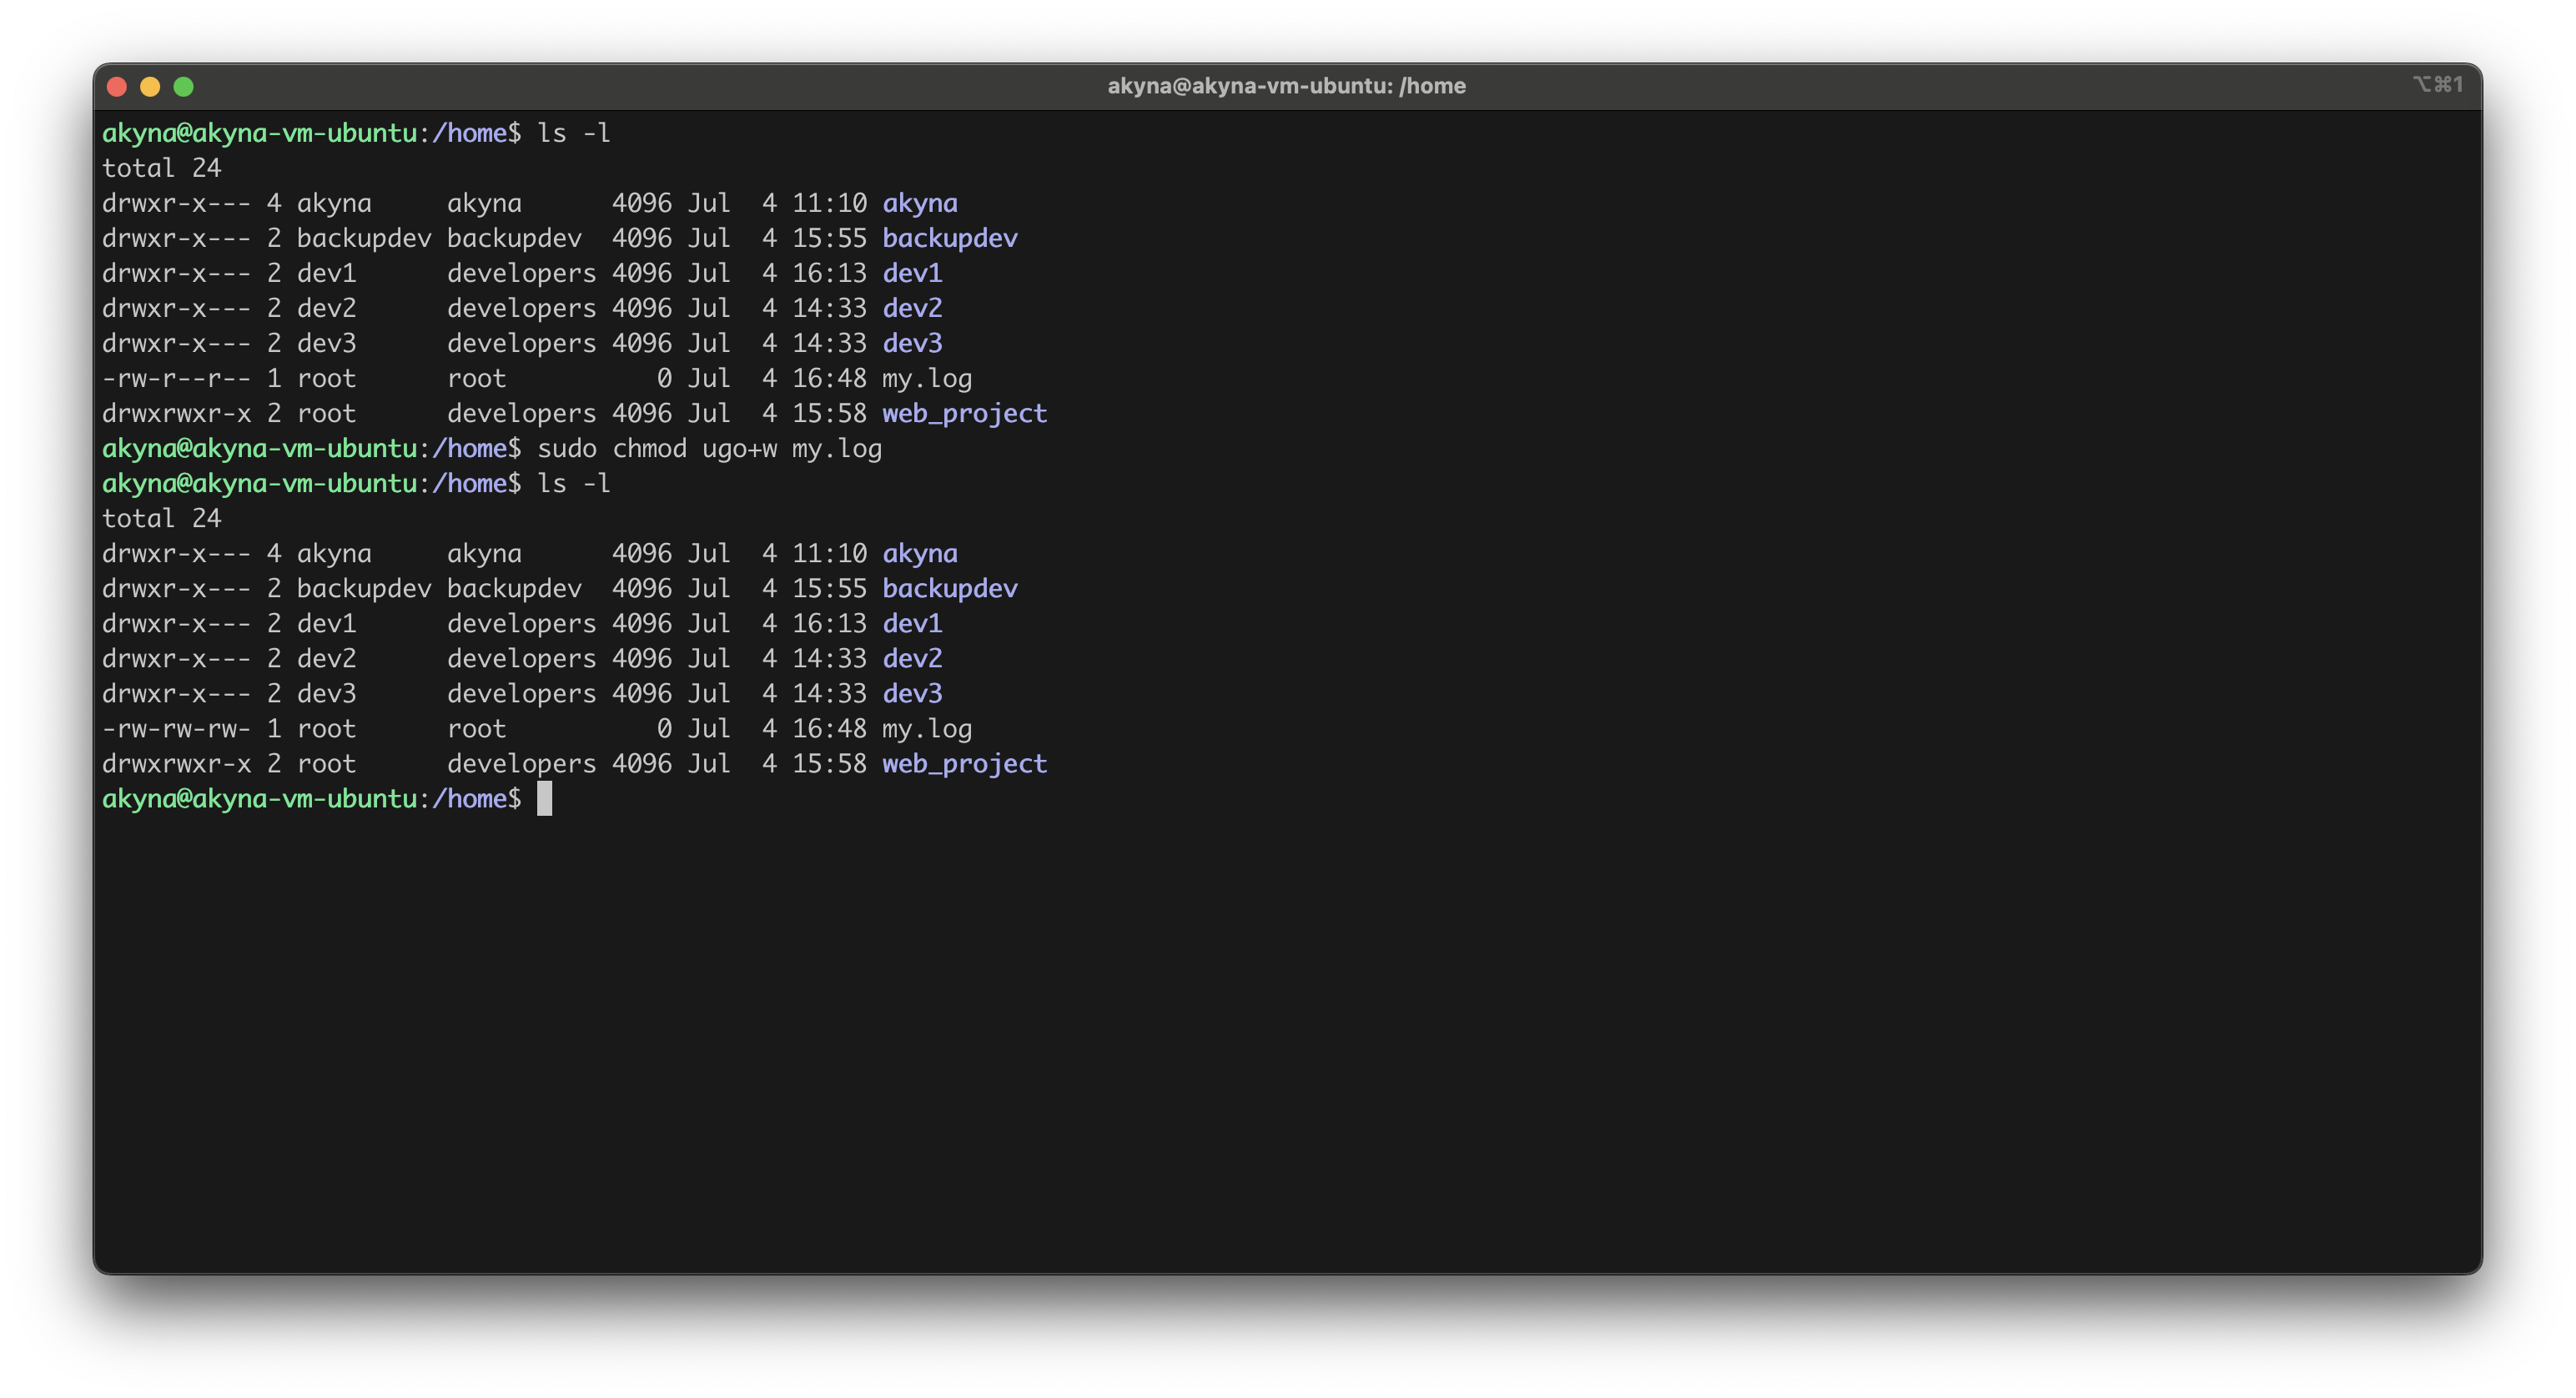 akyna@akyna-vm-ubuntu: /home
⌥⌘1
akyna@akyna-vm-ubuntu:/home$ ls -l
total 24
drwxr-x--- 4 akyna     akyna      4096 Jul  4 11:10 akyna
drwxr-x--- 2 backupdev backupdev  4096 Jul  4 15:55 backupdev
drwxr-x--- 2 dev1      developers 4096 Jul  4 16:13 dev1
drwxr-x--- 2 dev2      developers 4096 Jul  4 14:33 dev2
drwxr-x--- 2 dev3      developers 4096 Jul  4 14:33 dev3
-rw-r--r-- 1 root      root          0 Jul  4 16:48 my.log
drwxrwxr-x 2 root      developers 4096 Jul  4 15:58 web_project
akyna@akyna-vm-ubuntu:/home$ sudo chmod ugo+w my.log
akyna@akyna-vm-ubuntu:/home$ ls -l
total 24
drwxr-x--- 4 akyna     akyna      4096 Jul  4 11:10 akyna
drwxr-x--- 2 backupdev backupdev  4096 Jul  4 15:55 backupdev
drwxr-x--- 2 dev1      developers 4096 Jul  4 16:13 dev1
drwxr-x--- 2 dev2      developers 4096 Jul  4 14:33 dev2
drwxr-x--- 2 dev3      developers 4096 Jul  4 14:33 dev3
-rw-rw-rw- 1 root      root          0 Jul  4 16:48 my.log
drwxrwxr-x 2 root      developers 4096 Jul  4 15:58 web_project
akyna@akyna-vm-ubuntu:/home$